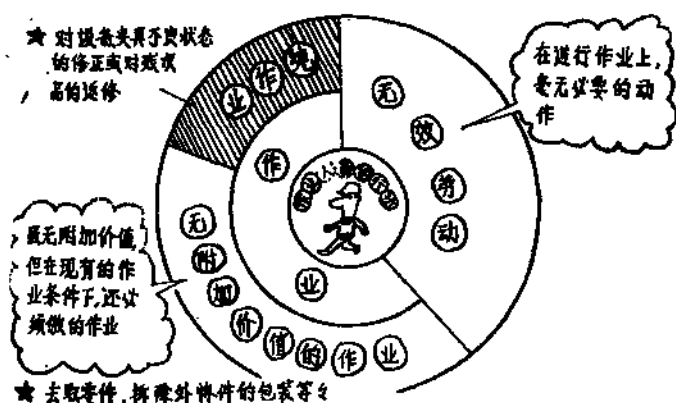 ★ 对设备夹具不良状态
的修正或对残次
品的返修
业作
无效劳动
在进行作业上,
毫无必要的动
作
作业
虽无附加价值,
但在现有的作
业条件下,还必
须做的作业
无附加价值的作业
★ 去取零件,拆除外协件的包装等等